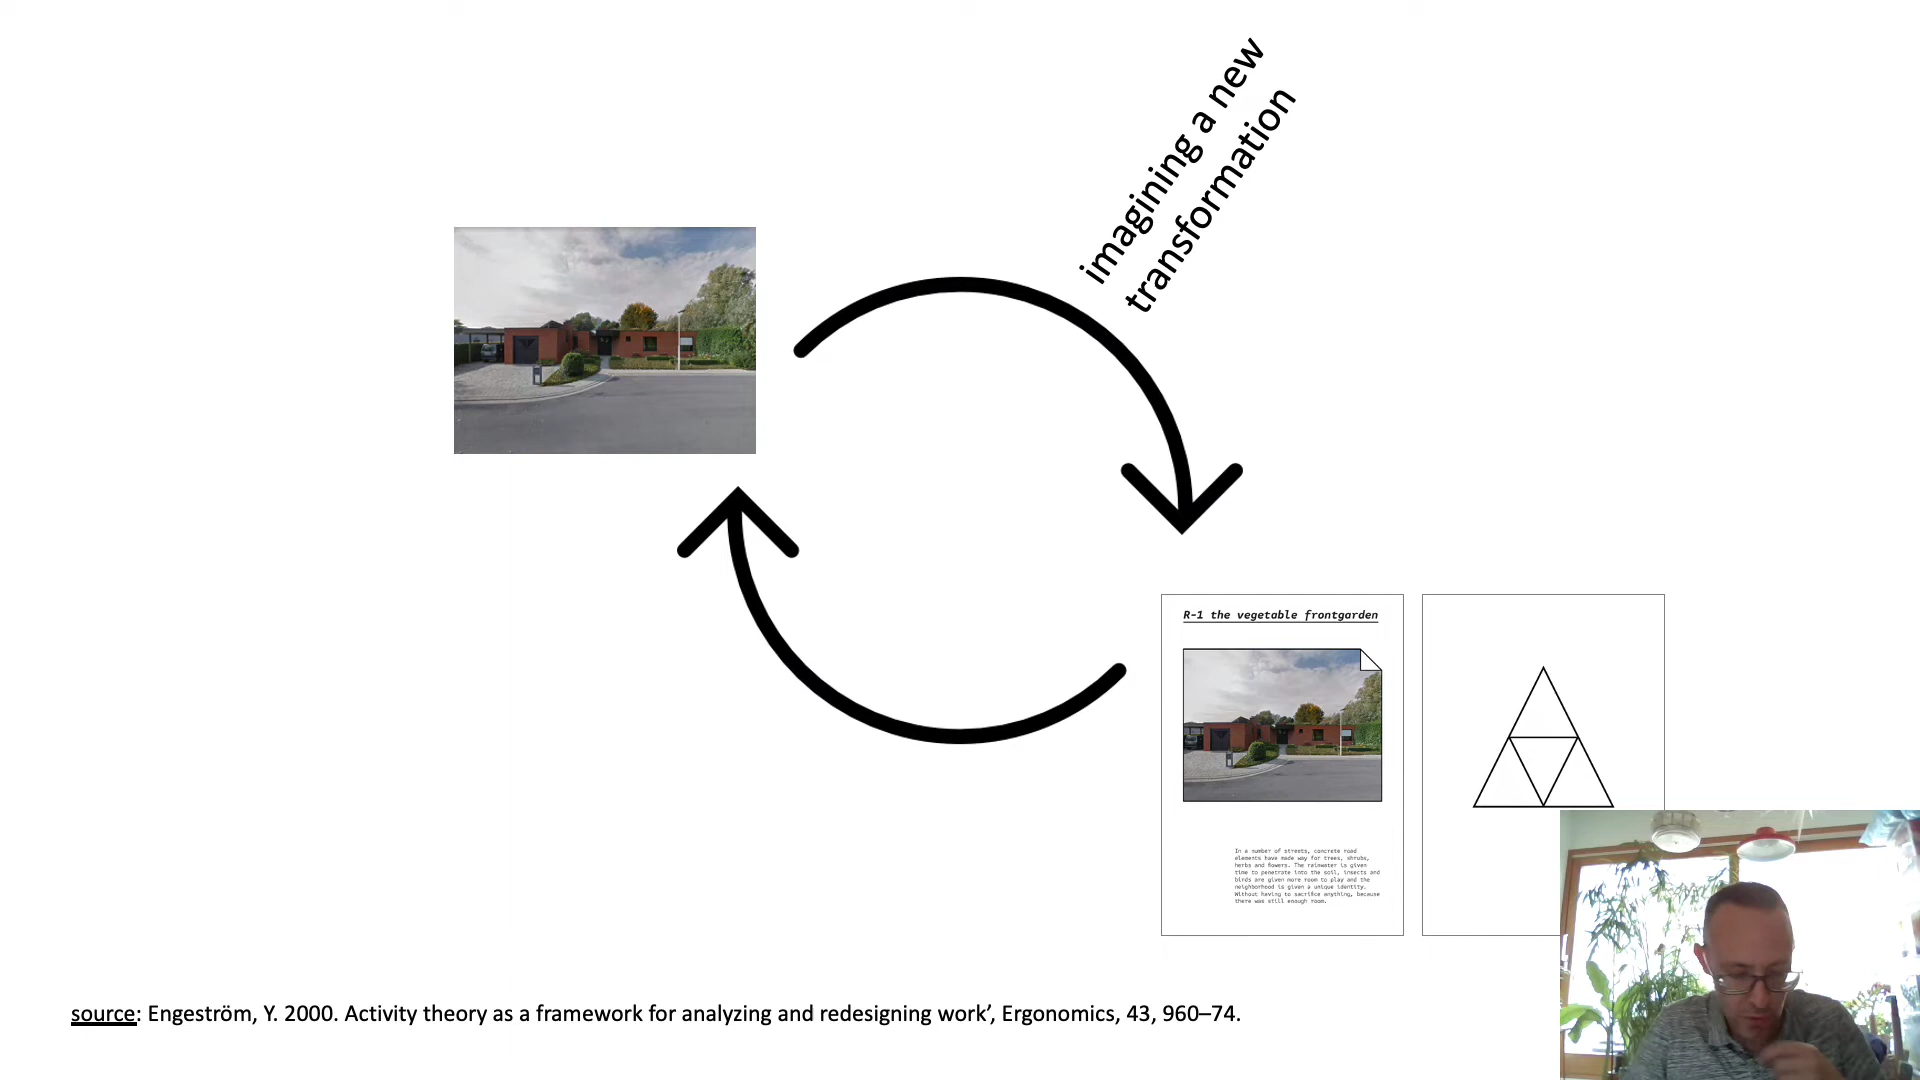 imagining a new
transformation
R-1 the vegetable frontgarden
In a number of streets, concrete road
elements have made way for trees, shrubs,
herbs and flowers. The rainwater is given
time to penetrate into the soil, insects and
birds are given more room to play and the
neighborhood is given a unique identity.
Without having to sacrifice anything, because
there was still enough room.
source: Engeström, Y. 2000. Activity theory as a framework for analyzing and redesigning work’, Ergonomics, 43, 960–74.